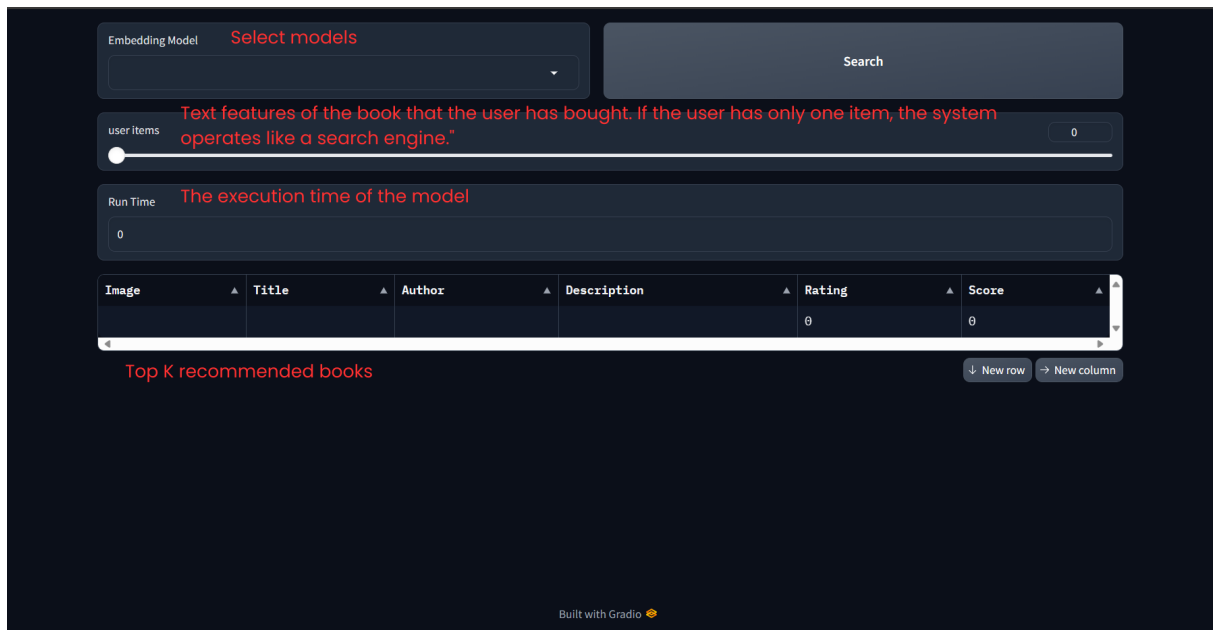 Embedding Model
Select models
Search
user items
Text features of the book that the user has bought. If the user has only one item, the system
operates like a search engine."
0
Run Time
The execution time of the model
0
Image Title Author Description Rating Score
0 0
Top K recommended books
↓ New row → New column
Built with Gradio